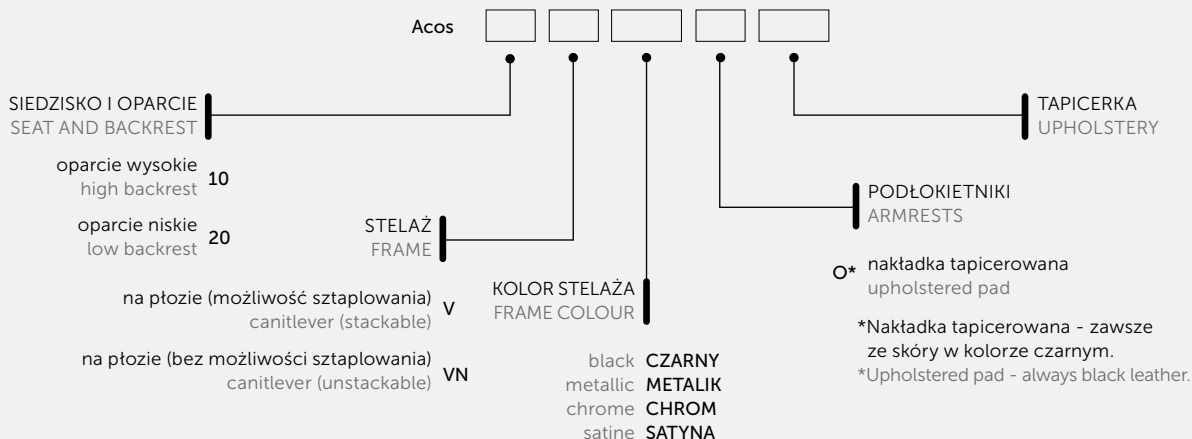 Acos
SIEDZISKO I OPARCIE
SEAT AND BACKREST
oparcie wysokie
high backrest
10
oparcie niskie
low backrest
20
STELAŻ
FRAME
na płozie (możliwość sztaplowania)
canitlever (stackable)
V
na płozie (bez możliwości sztaplowania)
canitlever (unstackable)
VN
KOLOR STELAŻA
FRAME COLOUR
black CZARNY
metallic METALIK
chrome CHROM
satine SATYNA
PODŁOKIETNIKI
ARMRESTS
O* nakładka tapicerowana
upholstered pad
*Nakładka tapicerowana - zawsze
ze skóry w kolorze czarnym.
*Upholstered pad - always black leather.
TAPICERKA
UPHOLSTERY